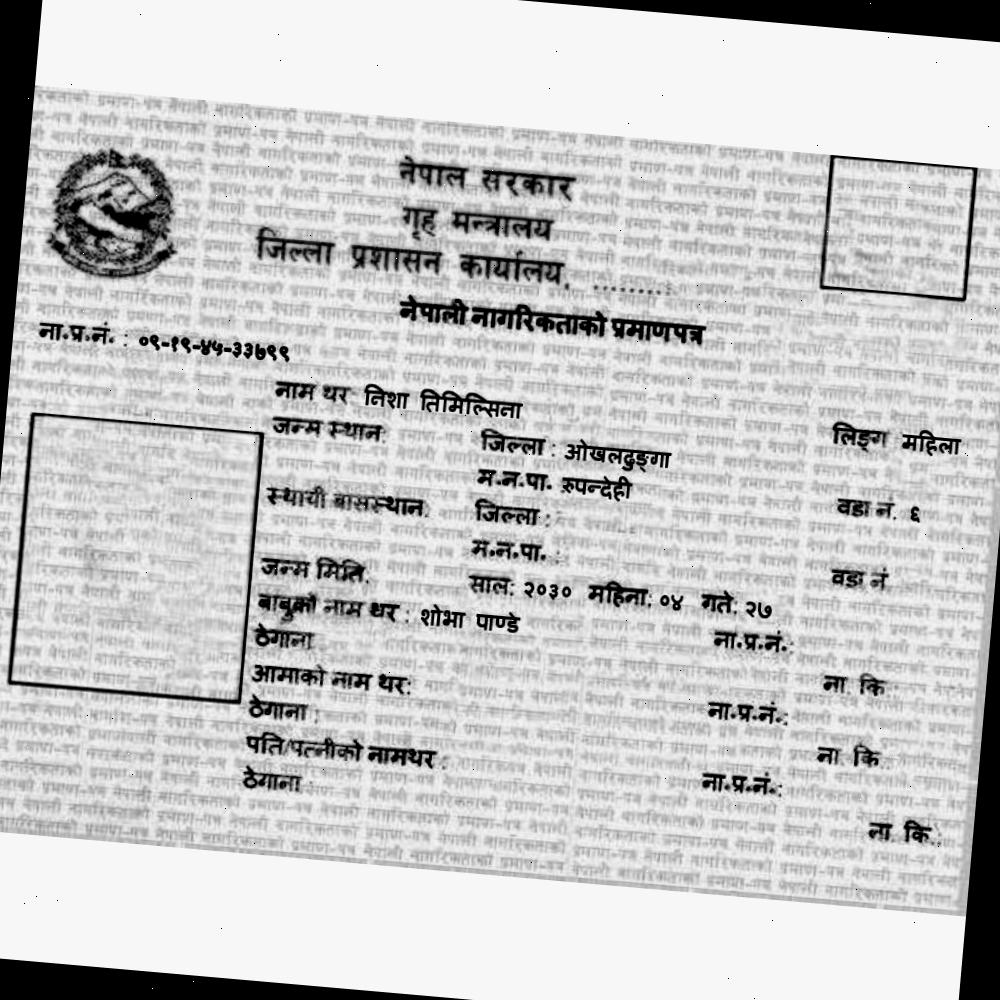 नेपाल सरकार
गृह मन्त्रालय
जिल्ला प्रशासन कार्यालय, .........
नेपाली नागरिकताको प्रमाणपत्र
ना.प्र.नं. : ०९-१९-४५-३३७९९
नाम थर: निशा तिमिल्सिना लिङ्ग महिला
जन्म स्थान: जिल्ला : ओखलढुङ्गा
म.न.पा. रुपन्देही वडा नं. ६
स्थायी बासस्थान: जिल्ला :
म.न.पा. : वडा नं
जन्म मिति: साल: २०३० महिना: ०४ गते: २७
बाबुको नाम थर : शोभा पाण्डे ना.प्र.नं.:
ठेगाना : ना. कि.:
आमाको नाम थर: ना.प्र.नं.:
ठेगाना : ना. कि.:
पति/पत्नीको नामथर : ना.प्र.नं.:
ठेगाना : ना. कि.: